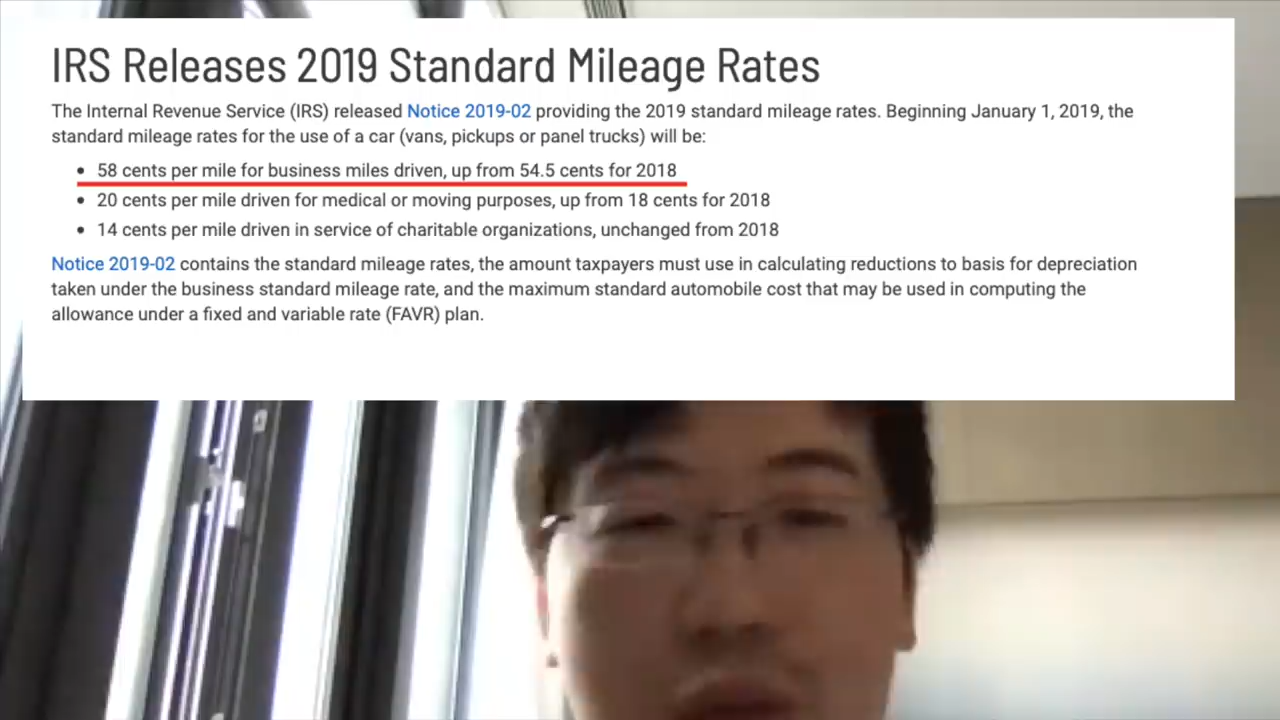 IRS Releases 2019 Standard Mileage Rates
The Internal Revenue Service (IRS) released Notice 2019-02 providing the 2019 standard mileage rates. Beginning January 1, 2019, the
standard mileage rates for the use of a car (vans, pickups or panel trucks) will be:
• 58 cents per mile for business miles driven, up from 54.5 cents for 2018
• 20 cents per mile driven for medical or moving purposes, up from 18 cents for 2018
• 14 cents per mile driven in service of charitable organizations, unchanged from 2018
Notice 2019-02 contains the standard mileage rates, the amount taxpayers must use in calculating reductions to basis for depreciation
taken under the business standard mileage rate, and the maximum standard automobile cost that may be used in computing the
allowance under a fixed and variable rate (FAVR) plan.